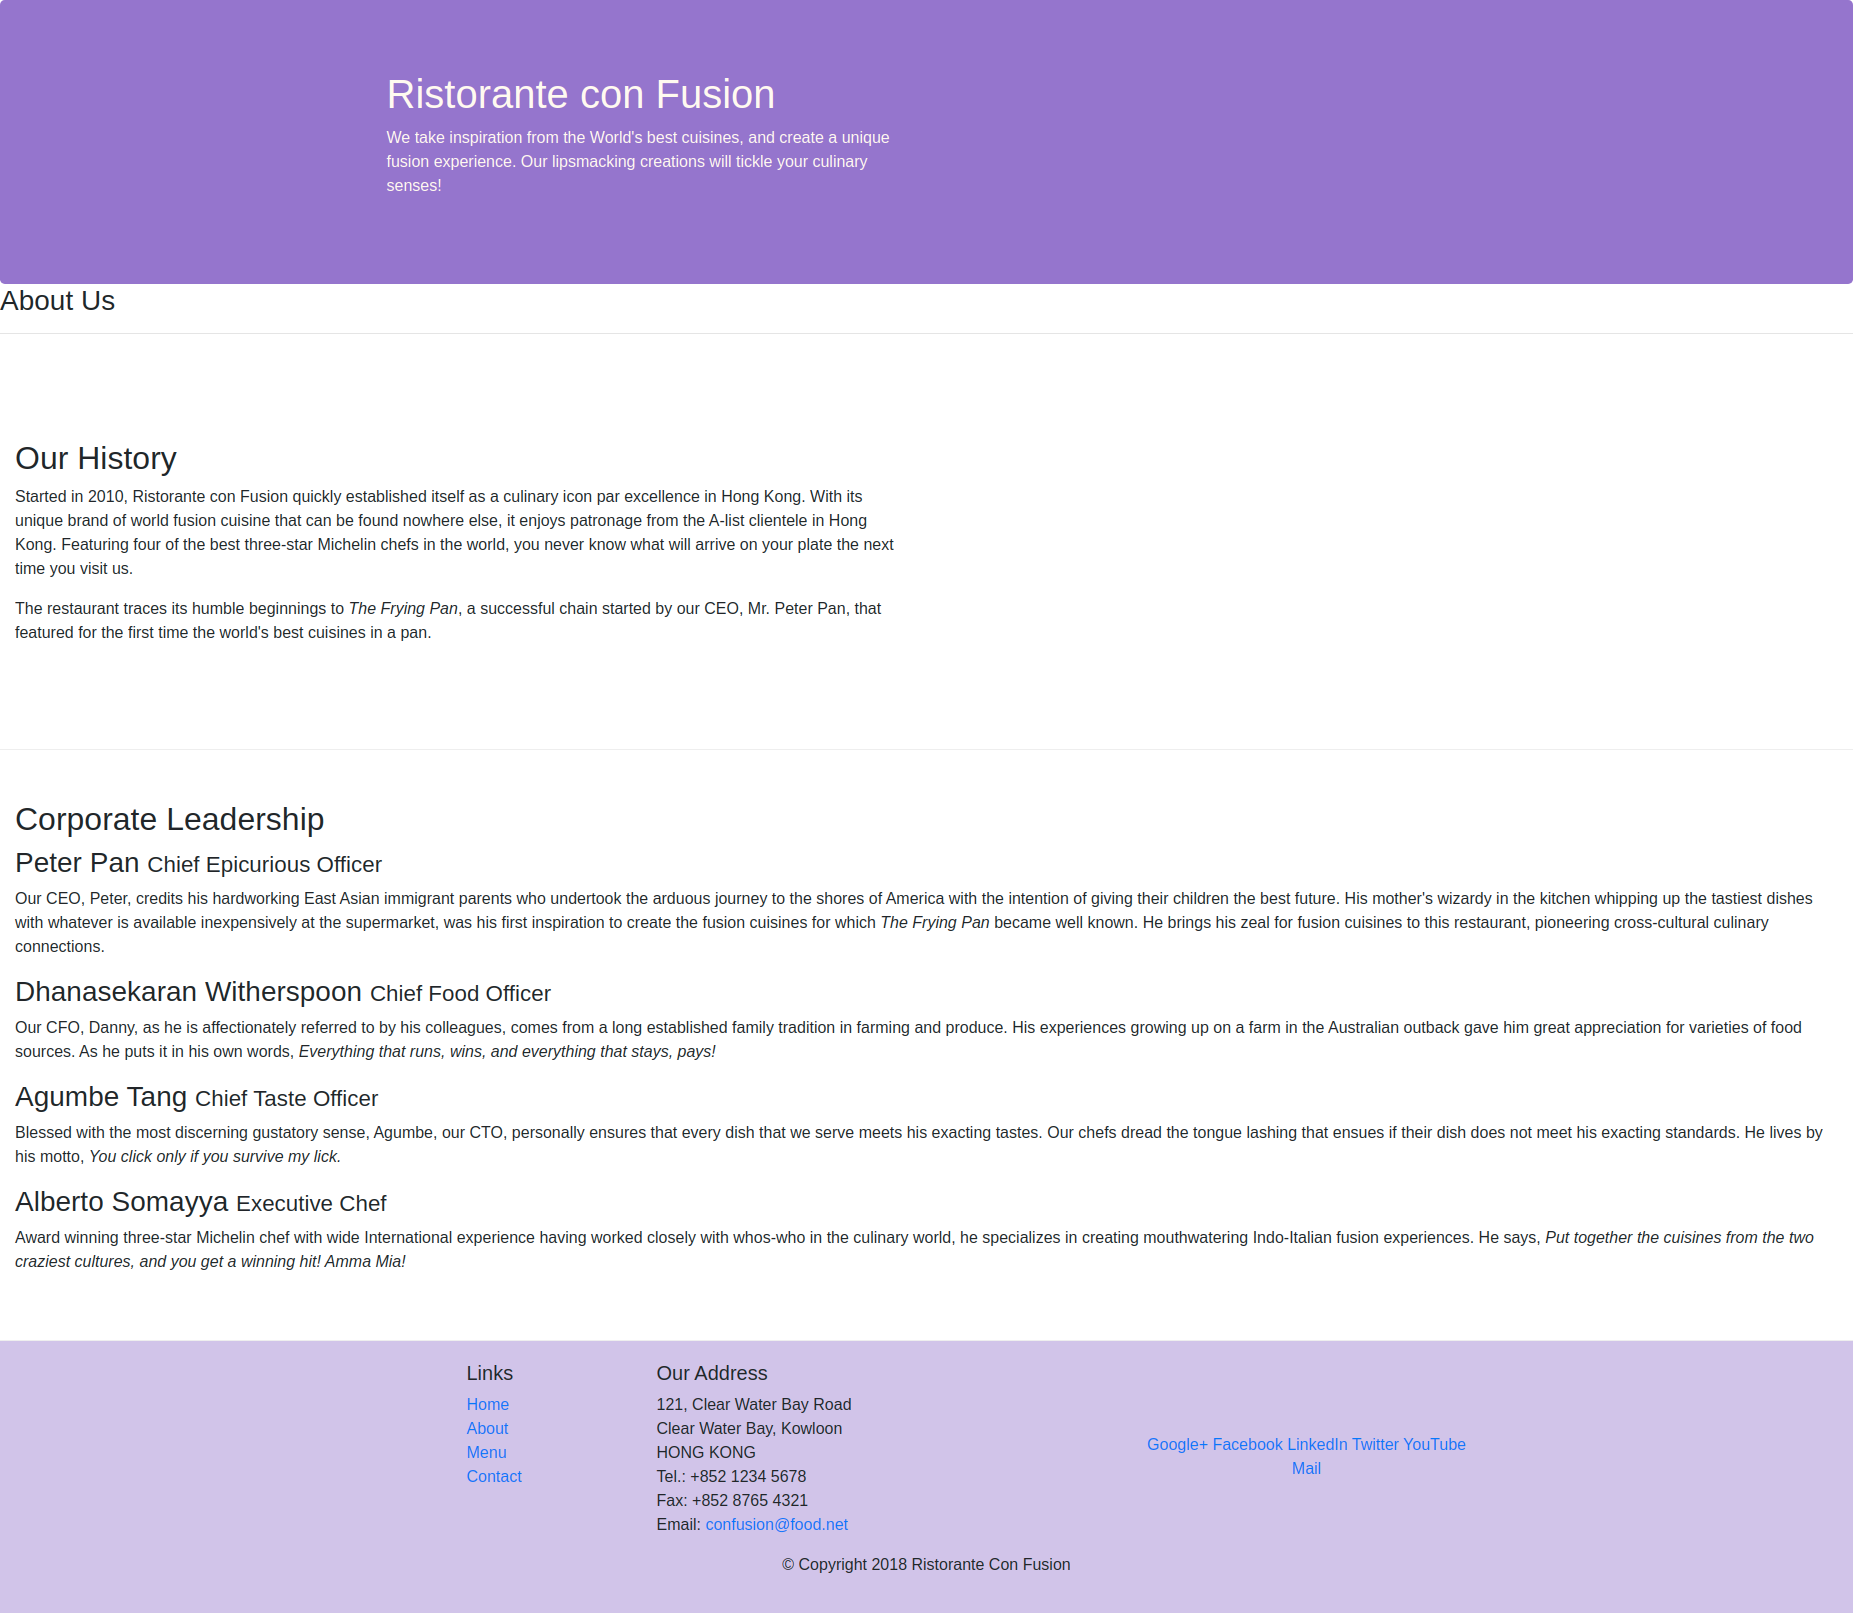 Ristorante con Fusion
We take inspiration from the World's best cuisines, and create a unique
fusion experience. Our lipsmacking creations will tickle your culinary
senses!
About Us
Our History
Started in 2010, Ristorante con Fusion quickly established itself as a culinary icon par excellence in Hong Kong. With its
unique brand of world fusion cuisine that can be found nowhere else, it enjoys patronage from the A-list clientele in Hong
Kong. Featuring four of the best three-star Michelin chefs in the world, you never know what will arrive on your plate the next
time you visit us.
The restaurant traces its humble beginnings to The Frying Pan, a successful chain started by our CEO, Mr. Peter Pan, that
featured for the first time the world's best cuisines in a pan.
Corporate Leadership
Peter Pan Chief Epicurious Officer
Our CEO, Peter, credits his hardworking East Asian immigrant parents who undertook the arduous journey to the shores of America with the intention of giving their children the best future. His mother's wizardy in the kitchen whipping up the tastiest dishes
with whatever is available inexpensively at the supermarket, was his first inspiration to create the fusion cuisines for which The Frying Pan became well known. He brings his zeal for fusion cuisines to this restaurant, pioneering cross-cultural culinary
connections.
Dhanasekaran Witherspoon Chief Food Officer
Our CFO, Danny, as he is affectionately referred to by his colleagues, comes from a long established family tradition in farming and produce. His experiences growing up on a farm in the Australian outback gave him great appreciation for varieties of food
sources. As he puts it in his own words, Everything that runs, wins, and everything that stays, pays!
Agumbe Tang Chief Taste Officer
Blessed with the most discerning gustatory sense, Agumbe, our CTO, personally ensures that every dish that we serve meets his exacting tastes. Our chefs dread the tongue lashing that ensues if their dish does not meet his exacting standards. He lives by
his motto, You click only if you survive my lick.
Alberto Somayya Executive Chef
Award winning three-star Michelin chef with wide International experience having worked closely with whos-who in the culinary world, he specializes in creating mouthwatering Indo-Italian fusion experiences. He says, Put together the cuisines from the two
craziest cultures, and you get a winning hit! Amma Mia!
Links
Home
About
Menu
Contact
Our Address
121, Clear Water Bay Road
Clear Water Bay, Kowloon
HONG KONG
Tel.: +852 1234 5678
Fax: +852 8765 4321
Email: confusion@food.net
Google+ Facebook LinkedIn Twitter YouTube
Mail
© Copyright 2018 Ristorante Con Fusion